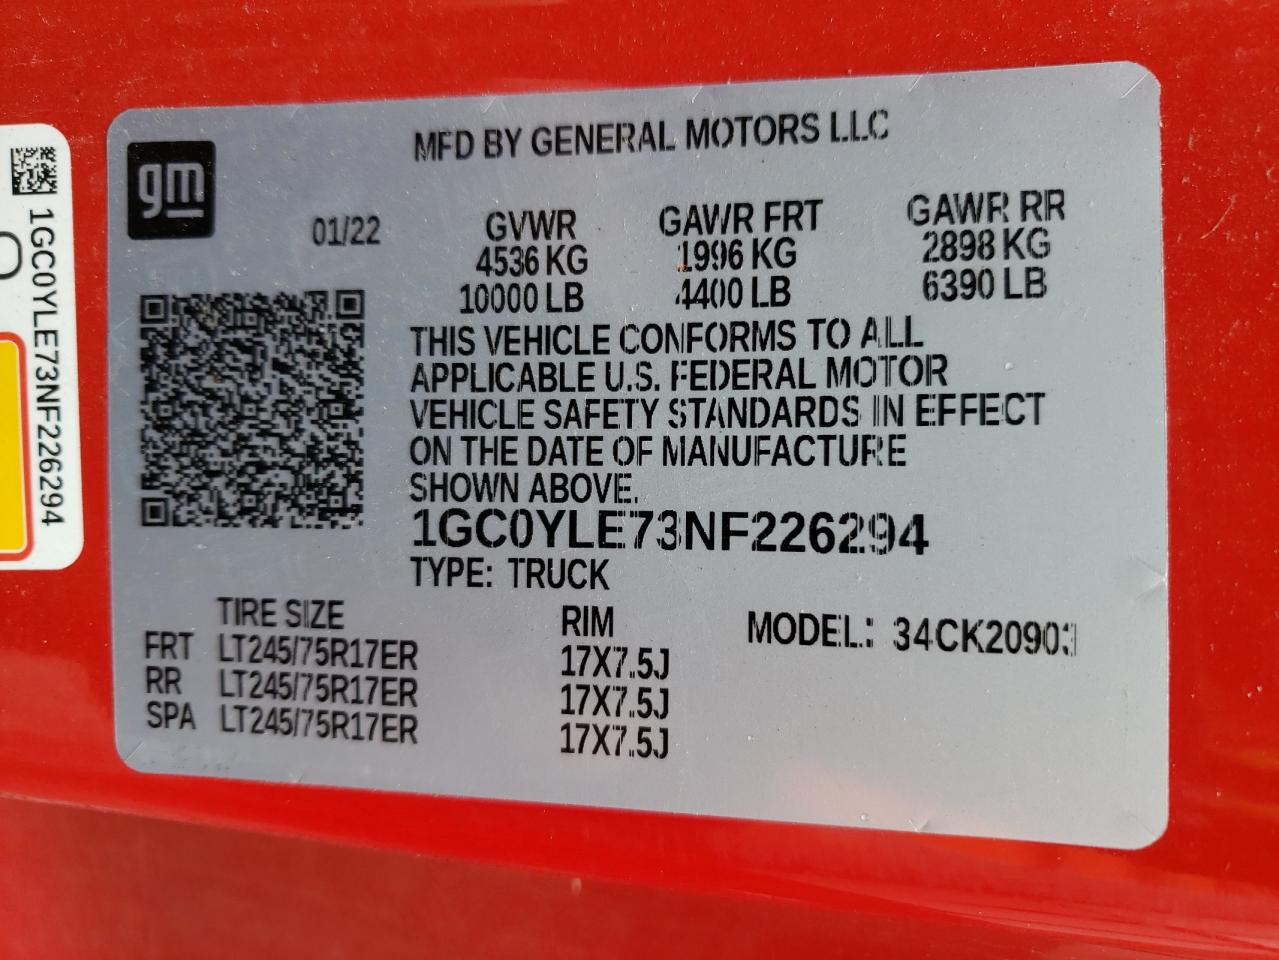 gm
MFD BY GENERAL MOTORS LLC
01/22
GVWR GAWR FRT GAWR RR
4536 KG 1996 KG 2898 KG
10000 LB 4400 LB 6390 LB
THIS VEHICLE CONFORMS TO ALL
APPLICABLE U.S. FEDERAL MOTOR
VEHICLE SAFETY STANDARDS IN EFFECT
ON THE DATE OF MANUFACTURE
SHOWN ABOVE.
1GC0YLE73NF226294
TYPE: TRUCK
TIRE SIZE RIM MODEL: 34CK20903
FRT LT245/75R17ER 17X7.5J
RR LT245/75R17ER 17X7.5J
SPA LT245/75R17ER 17X7.5J
1GC0YLE73NF226294